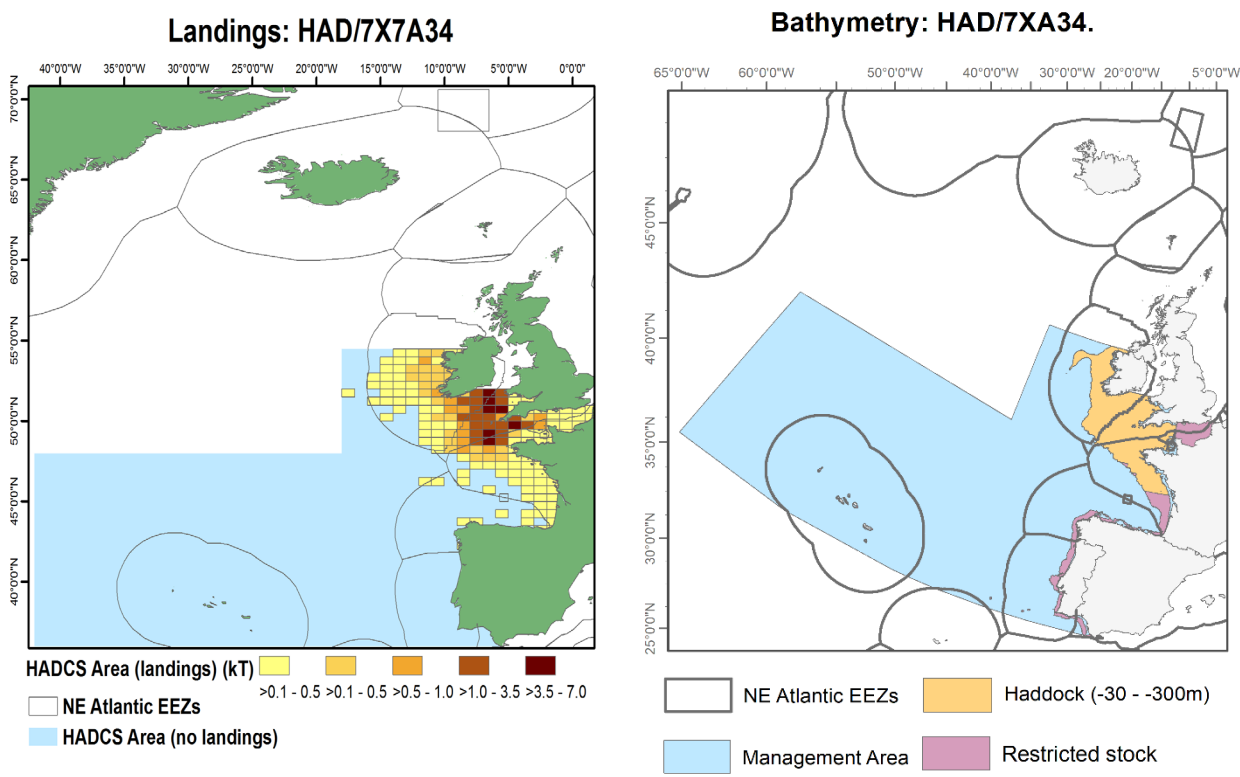 Landings: HAD/7X7A34
40°0'0"W 35°0'0"W 30°0'0"W 25°0'0"W 20°0'0"W 15°0'0"W 10°0'0"W 5°0'0"W 0°0'0"
70°0'0"N
65°0'0"N
60°0'0"N
55°0'0"N
50°0'0"N
45°0'0"N
40°0'0"N
HADCS Area (landings) (kT)
>0.1 - 0.5 >0.1 - 0.5 >0.5 - 1.0 >1.0 - 3.5 >3.5 - 7.0
NE Atlantic EEZs
HADCS Area (no landings)
Bathymetry: HAD/7XA34.
65°0'0"W 60°0'0"W 50°0'0"W 40°0'0"W 30°0'0"W 20°0'0"W 5°0'0"W
45°0'0"N
40°0'0"N
35°0'0"N
30°0'0"N
25°0'0"N
NE Atlantic EEZs
Haddock (-30 - -300m)
Management Area
Restricted stock